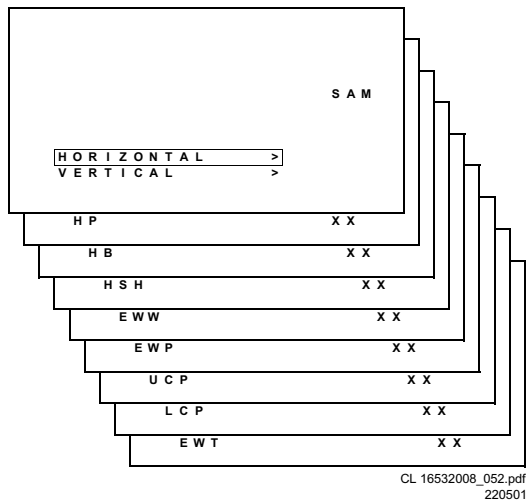 SAM
HORIZONTAL >
VERTICAL >
HP XX
HB XX
HSH XX
EWW XX
EWP XX
UCP XX
LCP XX
EWT XX
CL 16532008_052.pdf
220501